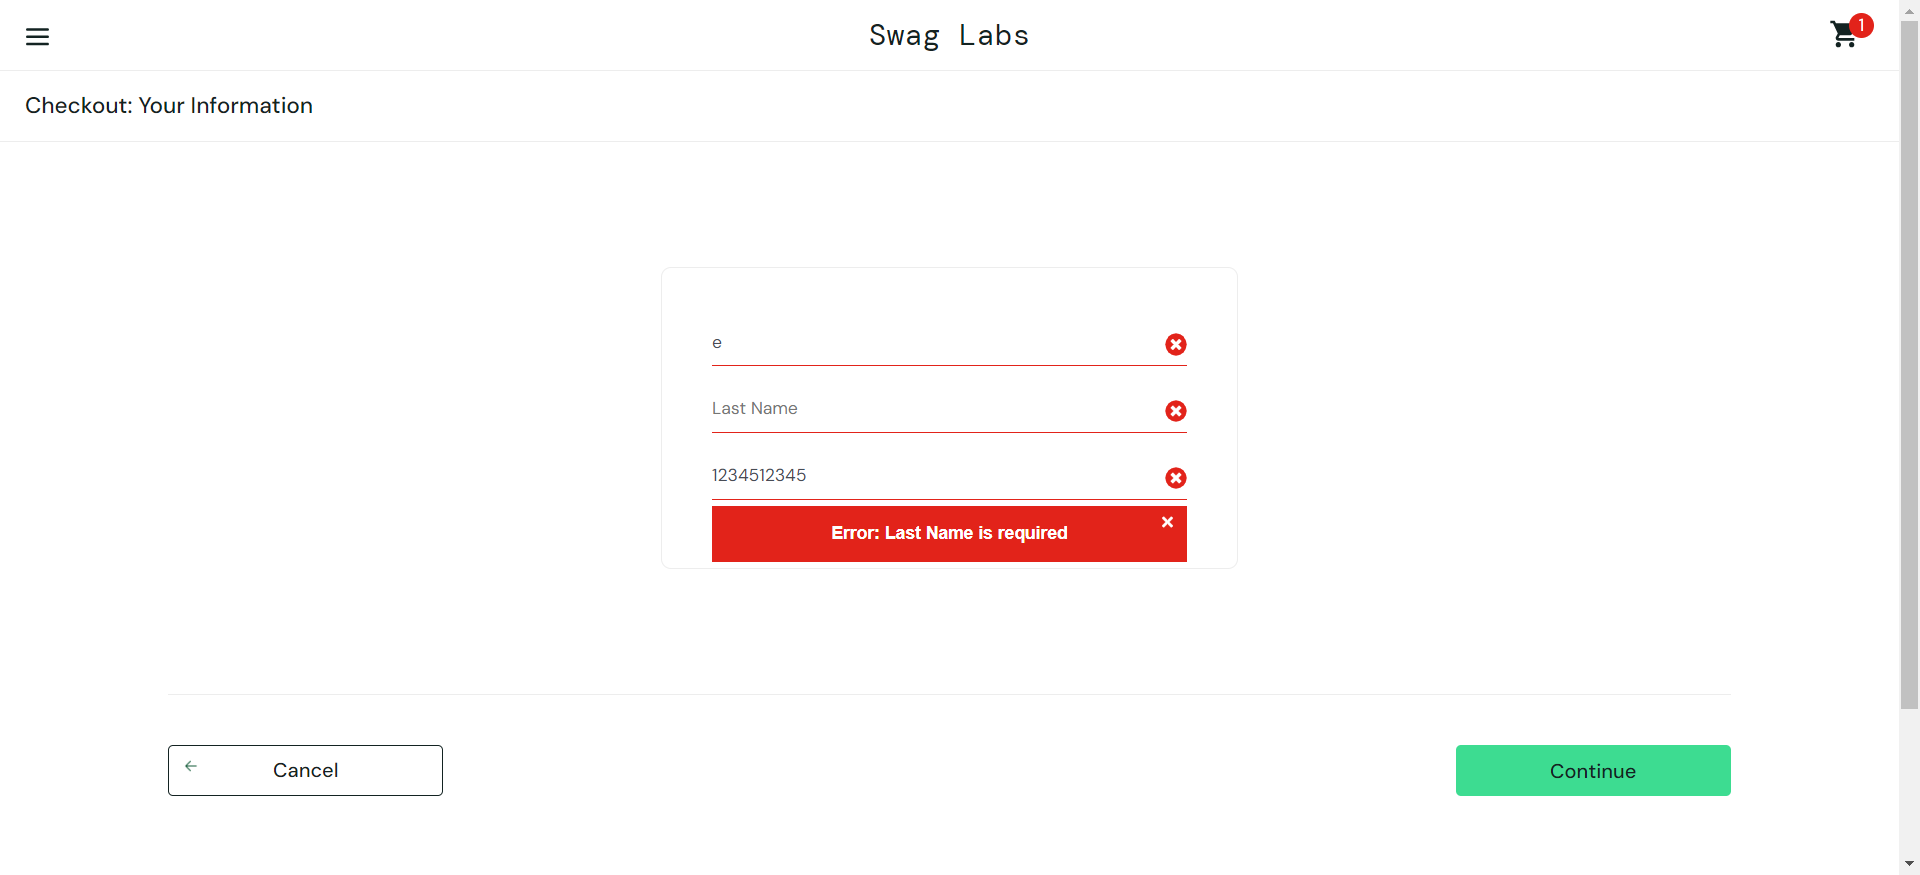 Swag Labs
1
Checkout: Your Information
e
Last Name
1234512345
Error: Last Name is required
Cancel
Continue